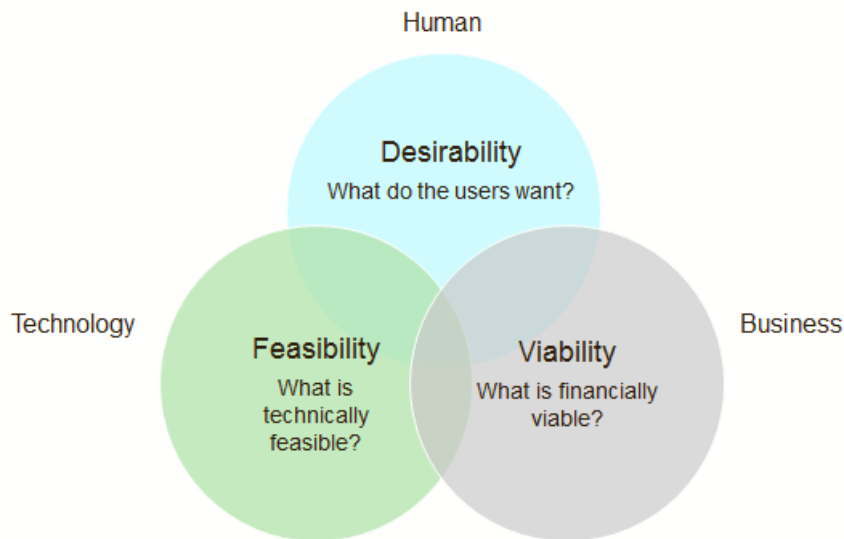 Human
Desirability
What do the users want?
Technology
Business
Feasibility
What is
technically
feasible?
Viability
What is financially
viable?